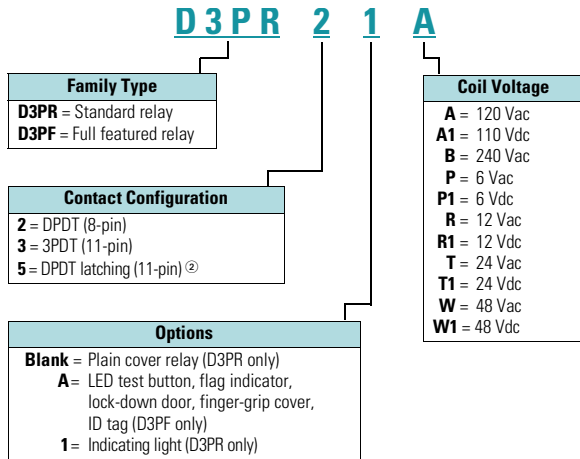 D3PR 2 1 A
Family Type
D3PR = Standard relay
D3PF = Full featured relay
Contact Configuration
2 = DPDT (8-pin)
3 = 3PDT (11-pin)
5 = DPDT latching (11-pin) ②
Options
Blank = Plain cover relay (D3PR only)
A = LED test button, flag indicator,
lock-down door, finger-grip cover,
ID tag (D3PF only)
1 = Indicating light (D3PR only)
Coil Voltage
A = 120 Vac
A1 = 110 Vdc
B = 240 Vac
P = 6 Vac
P1 = 6 Vdc
R = 12 Vac
R1 = 12 Vdc
T = 24 Vac
T1 = 24 Vdc
W = 48 Vac
W1 = 48 Vdc